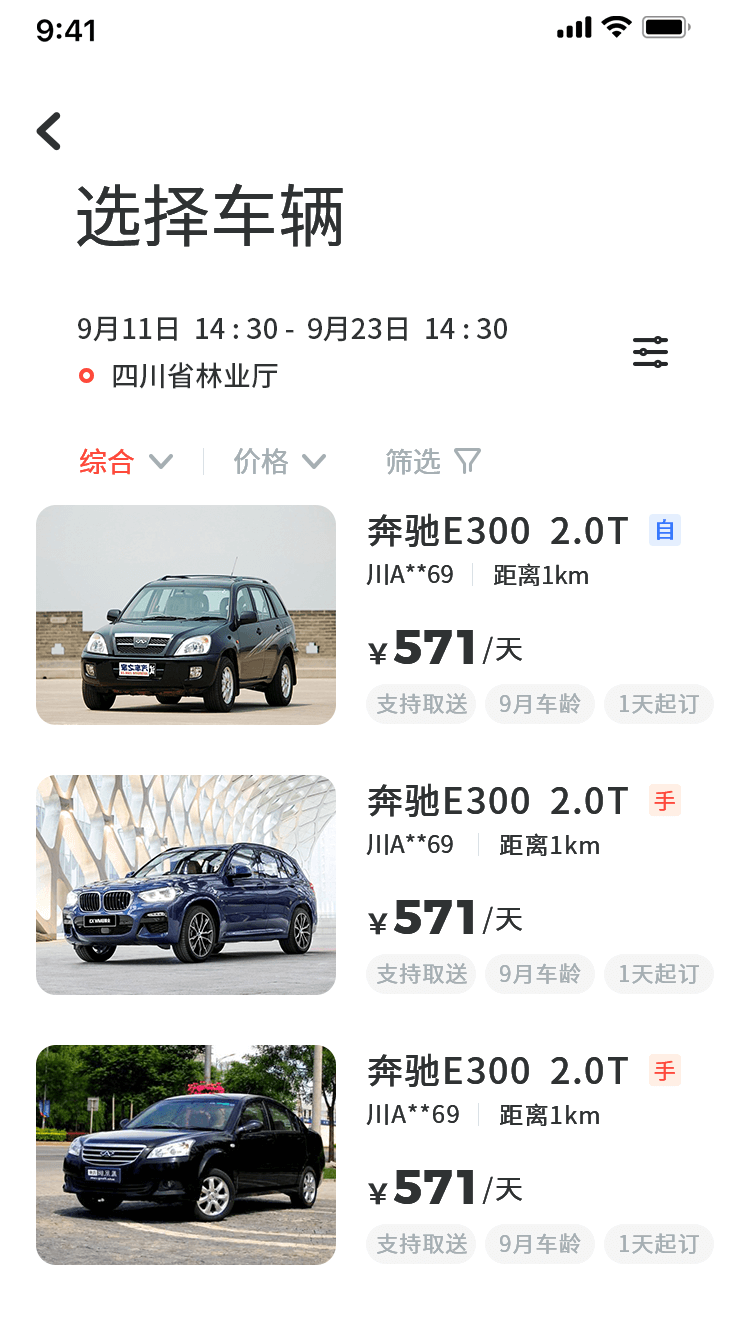 9:41
选择车辆
9月11日 14 : 30 - 9月23日 14 : 30
四川省林业厅
综合 价格 筛选
奔驰E300 2.0T 自
川A**69 距离1km
¥571/天
支持取送 9月车龄 1天起订
奔驰E300 2.0T 手
川A**69 距离1km
¥571/天
支持取送 9月车龄 1天起订
奔驰E300 2.0T 手
川A**69 距离1km
¥571/天
支持取送 9月车龄 1天起订